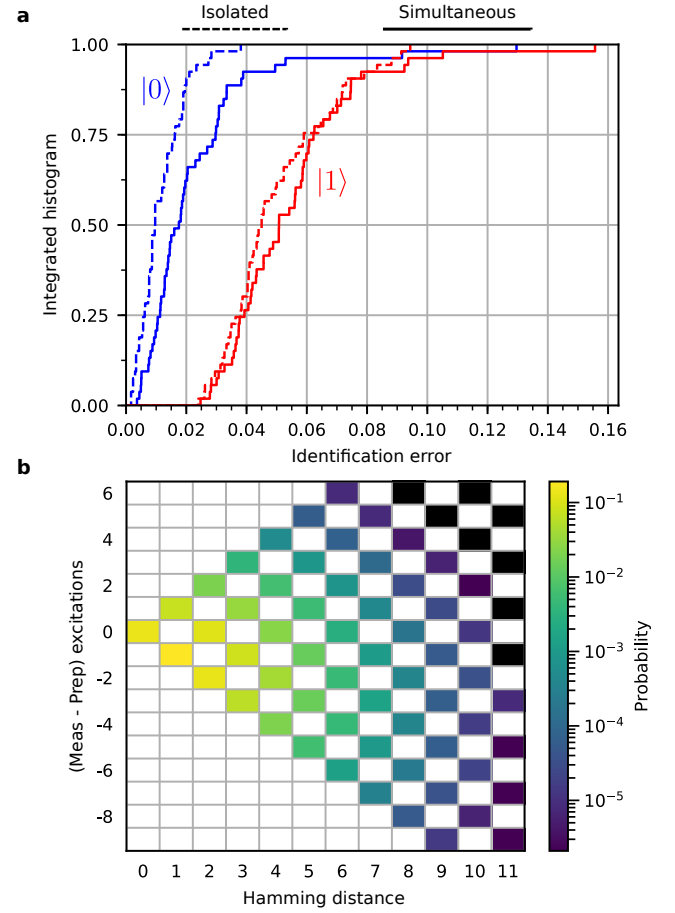 a
Isolated
Simultaneous
1.00
0.75
0.50
0.25
0.00
Integrated histogram
|0⟩
|1⟩
0.00 0.02 0.04 0.06 0.08 0.10 0.12 0.14 0.16
Identification error
b
6
4
2
0
-2
-4
-6
-8
(Meas - Prep) excitations
0 1 2 3 4 5 6 7 8 9 10 11
Hamming distance
10⁻¹
10⁻²
10⁻³
10⁻⁴
10⁻⁵
Probability